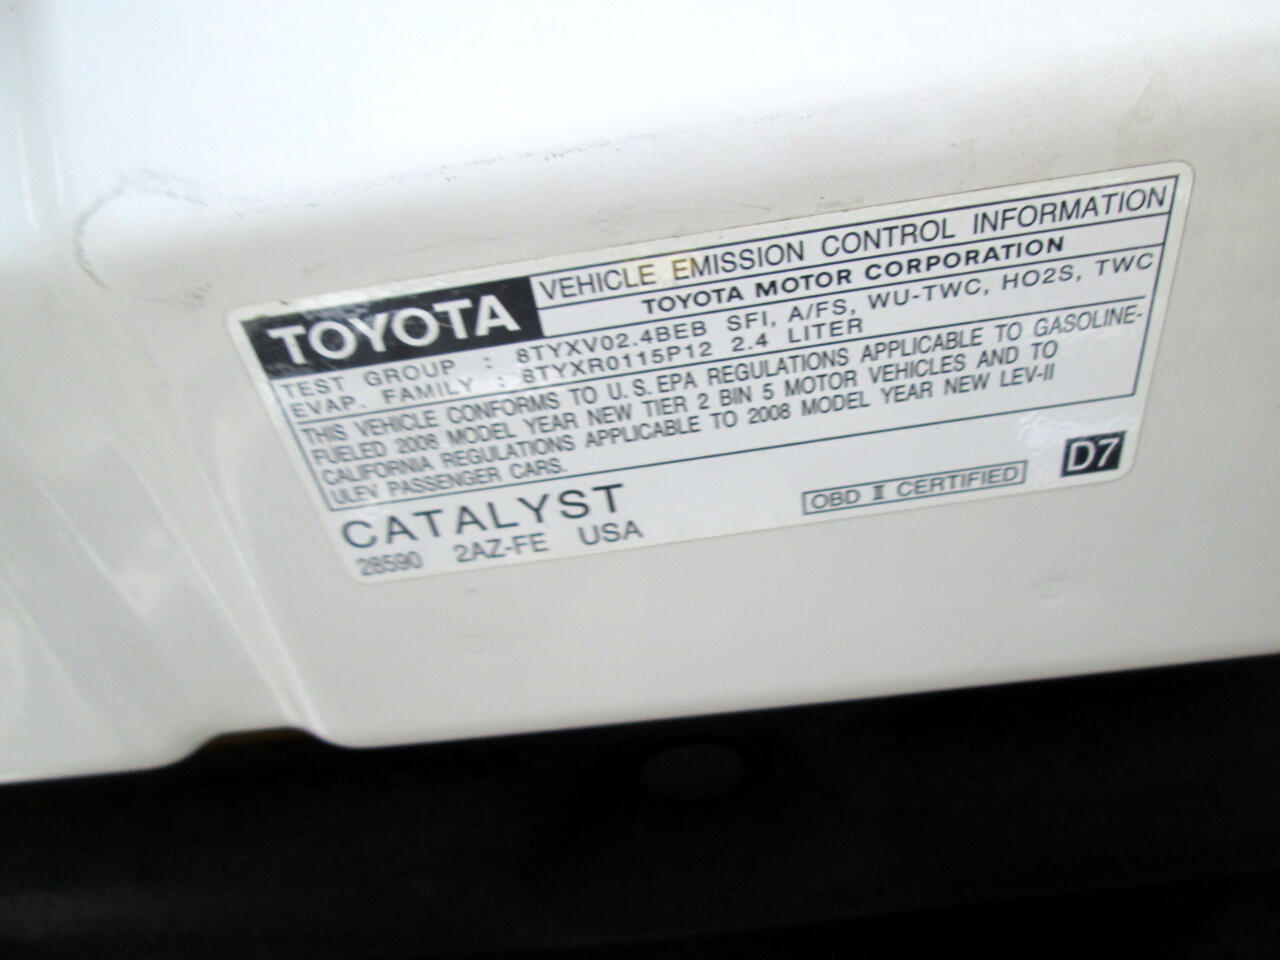 TOYOTA
VEHICLE EMISSION CONTROL INFORMATION
TOYOTA MOTOR CORPORATION
TEST GROUP : 8TYXV02.4BEB SFI, A/FS, WU-TWC, HO2S, TWC
EVAP. FAMILY : 8TYXR0115P12 2.4 LITER
THIS VEHICLE CONFORMS TO U.S. EPA REGULATIONS APPLICABLE TO GASOLINE-
FUELED 2008 MODEL YEAR NEW TIER 2 BIN 5 MOTOR VEHICLES AND TO
CALIFORNIA REGULATIONS APPLICABLE TO 2008 MODEL YEAR NEW LEV-II
ULEV PASSENGER CARS.
CATALYST
OBD II CERTIFIED
D7
28590 2AZ-FE USA